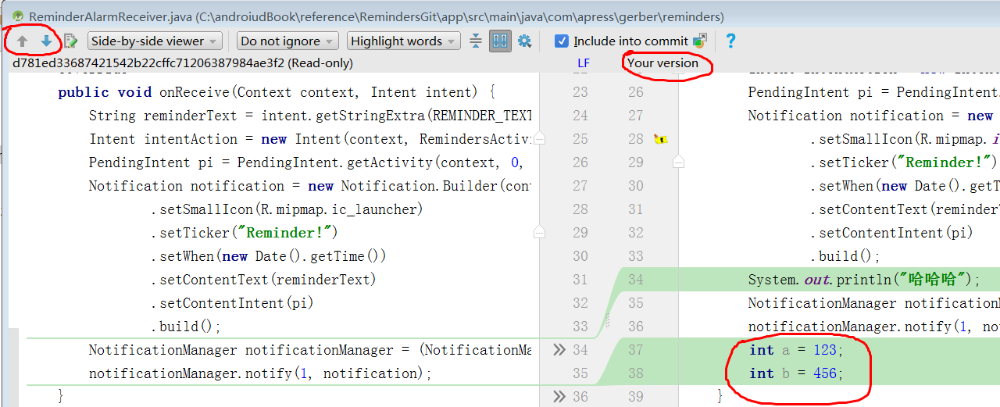 ReminderAlarmReceiver.java (C:\androiudBook\reference\RemindersGit\app\src\main\java\com\apress\gerber\reminders)
Side-by-side viewer Do not ignore Highlight words Include into commit ?
d781ed33687421542b22cffc71206387984ae3f2 (Read-only) LF Your version
public void onReceive(Context context, Intent intent) { 23 26 PendingIntent pi = PendingIntent.
String reminderText = intent.getStringExtra(REMINDER_TEXT 24 27 Notification notification = new
Intent intentAction = new Intent(context, RemindersActivi 25 28 .setSmallIcon(R.mipmap.i
PendingIntent pi = PendingIntent.getActivity(context, 0, 26 29 .setTicker("Reminder!")
Notification notification = new Notification.Builder(con 27 30 .setWhen(new Date().getT
.setSmallIcon(R.mipmap.ic_launcher) 28 31 .setContentText(reminder
.setTicker("Reminder!") 29 32 .setContentIntent(pi)
.setWhen(new Date().getTime()) 30 33 .build();
.setContentText(reminderText) 31 34 System.out.println("哈哈哈");
.setContentIntent(pi) 32 35 NotificationManager notification
.build(); 33 36 notificationManager.notify(1, no
NotificationManager notificationManager = (NotificationMa 34 37 int a = 123;
notificationManager.notify(1, notification); 35 38 int b = 456;
} 36 39 }